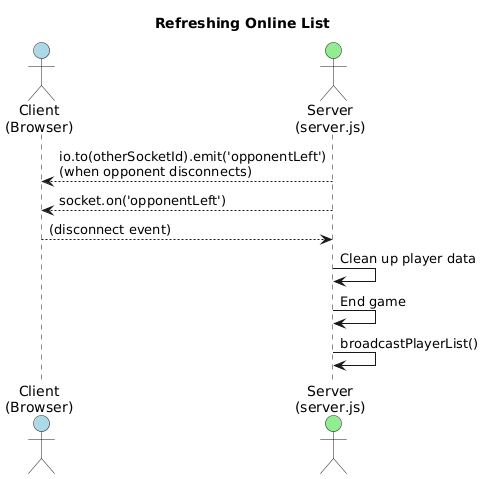 Refreshing Online List
Client
(Browser)
Server
(server.js)
io.to(otherSocketId).emit('opponentLeft')
(when opponent disconnects)
socket.on('opponentLeft')
(disconnect event)
Clean up player data
End game
broadcastPlayerList()
Client
(Browser)
Server
(server.js)